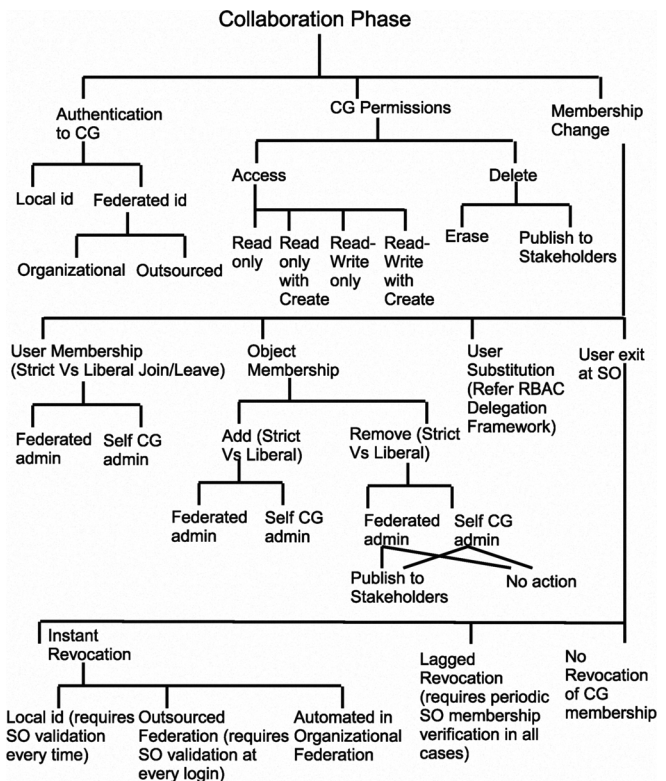 Collaboration Phase
Authentication
to CG
CG Permissions
Membership
Change
Local id
Federated id
Organizational
Outsourced
Access
Delete
Read
only
Read
only
with
Create
Read-
Write
only
Read-
Write
with
Create
Erase
Publish to
Stakeholders
User Membership
(Strict Vs Liberal Join/Leave)
Object
Membership
User
Substitution
(Refer RBAC
Delegation
Framework)
User exit
at SO
Federated
admin
Self CG
admin
Add (Strict
Vs Liberal)
Remove (Strict
Vs Liberal)
Federated
admin
Self CG
admin
Federated
admin
Self CG
admin
Publish to
Stakeholders
No action
Instant
Revocation
Lagged
Revocation
(requires periodic
SO membership
verification in all
cases)
No
Revocation
of CG
membership
Local id (requires
SO validation
every time)
Outsourced
Federation (requires
SO validation at
every login)
Automated in
Organizational
Federation